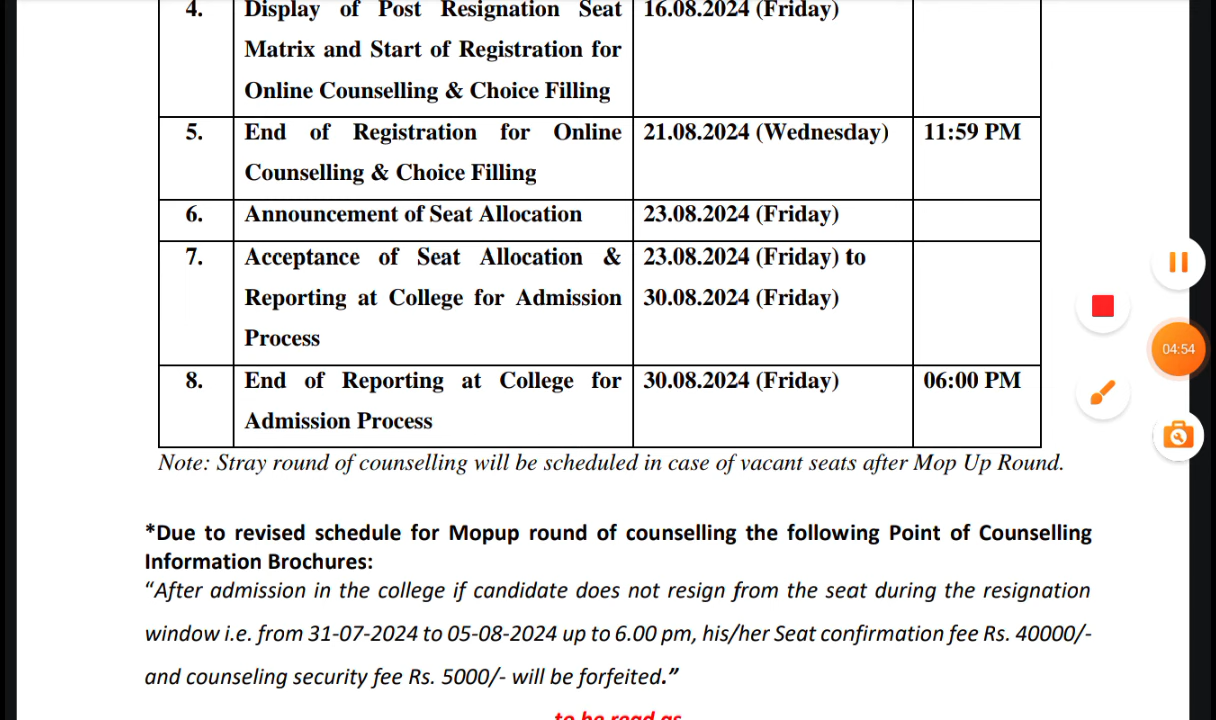 4. Display of Post Resignation Seat 16.08.2024 (Friday)
Matrix and Start of Registration for
Online Counselling & Choice Filling
5. End of Registration for Online 21.08.2024 (Wednesday) 11:59 PM
Counselling & Choice Filling
6. Announcement of Seat Allocation 23.08.2024 (Friday)
7. Acceptance of Seat Allocation & 23.08.2024 (Friday) to
Reporting at College for Admission 30.08.2024 (Friday)
Process
8. End of Reporting at College for 30.08.2024 (Friday) 06:00 PM
Admission Process
Note: Stray round of counselling will be scheduled in case of vacant seats after Mop Up Round.
*Due to revised schedule for Mopup round of counselling the following Point of Counselling
Information Brochures:
“After admission in the college if candidate does not resign from the seat during the resignation
window i.e. from 31-07-2024 to 05-08-2024 up to 6.00 pm, his/her Seat confirmation fee Rs. 40000/-
and counseling security fee Rs. 5000/- will be forfeited.”
to be read as
04:54